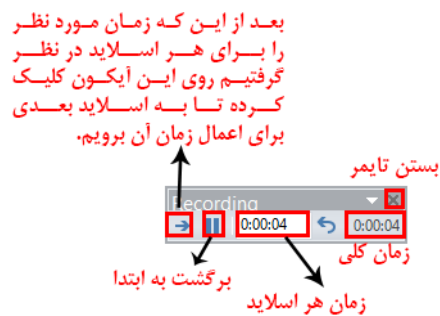 بعد از این که زمان مورد نظر
را برای هر اسلاید در نظر
گرفتیم روی این آیکون کلیک
کرده تا به اسلاید بعدی
برای اعمال زمان آن برویم.
بستن تایمر
Recording
0:00:04
0:00:04
زمان کلی
برگشت به ابتدا
زمان هر اسلاید